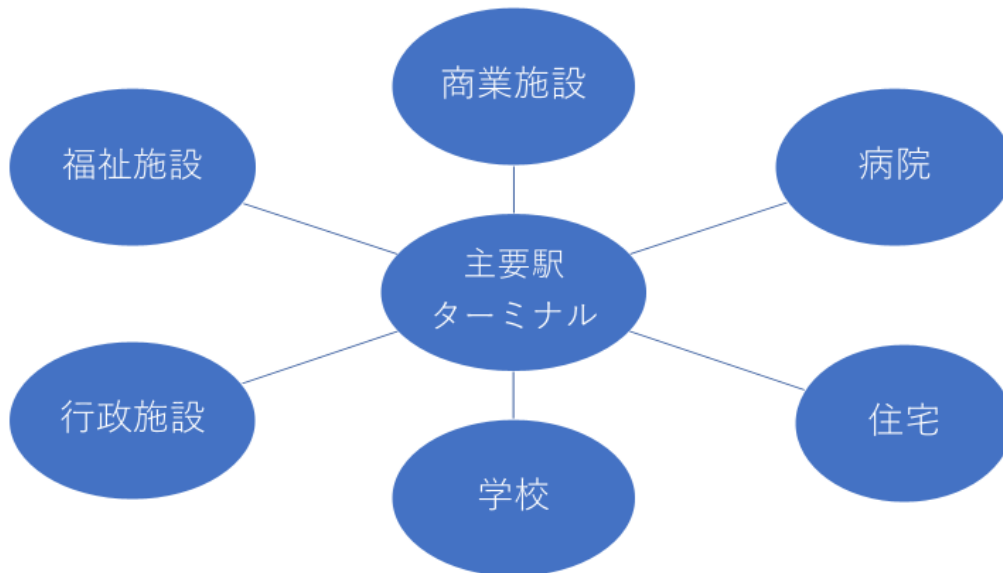 商業施設
福祉施設
病院
主要駅
ターミナル
行政施設
住宅
学校